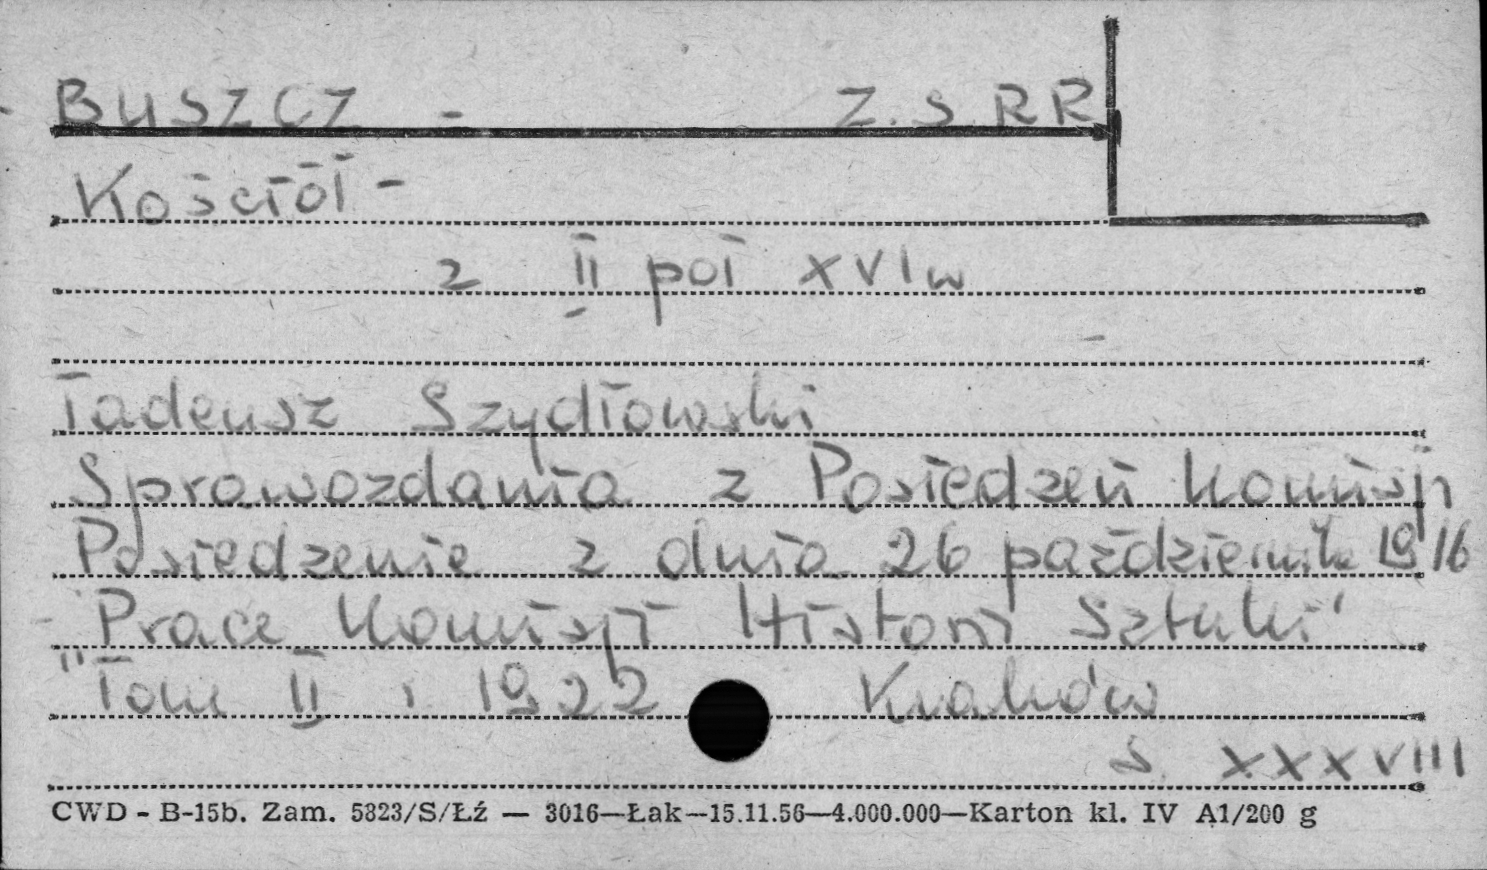 BUSZCZ - Z.S.RR
Kościół -
z II poł XVI w
Tadeusz Szydłowski
Sprawozdania z Posiedzeń Komisji
Posiedzenie z dnia 26 październik 1916
"Prace Komisji Historii Sztuki"
"Tom II . 1922 Kraków
s. XXXVIII
CWD - B-15b. Zam. 5823/S/Łź — 3016—Łak—15.11.56—4.000.000—Karton kl. IV A1/200 g